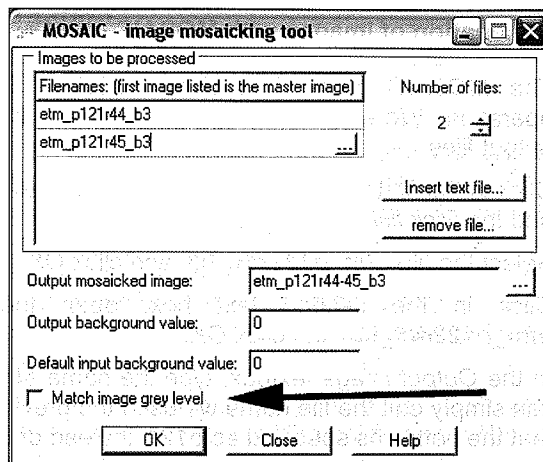 MOSAIC - image mosaicking tool
Images to be processed
Filenames: (first image listed is the master image)
Number of files:
etm_p121r44_b3
2
etm_p121r45_b3
...
Insert text file...
remove file...
Output mosaicked image: etm_p121r44-45_b3 ...
Output background value: 0
Default input background value: 0
Match image grey level
OK Close Help